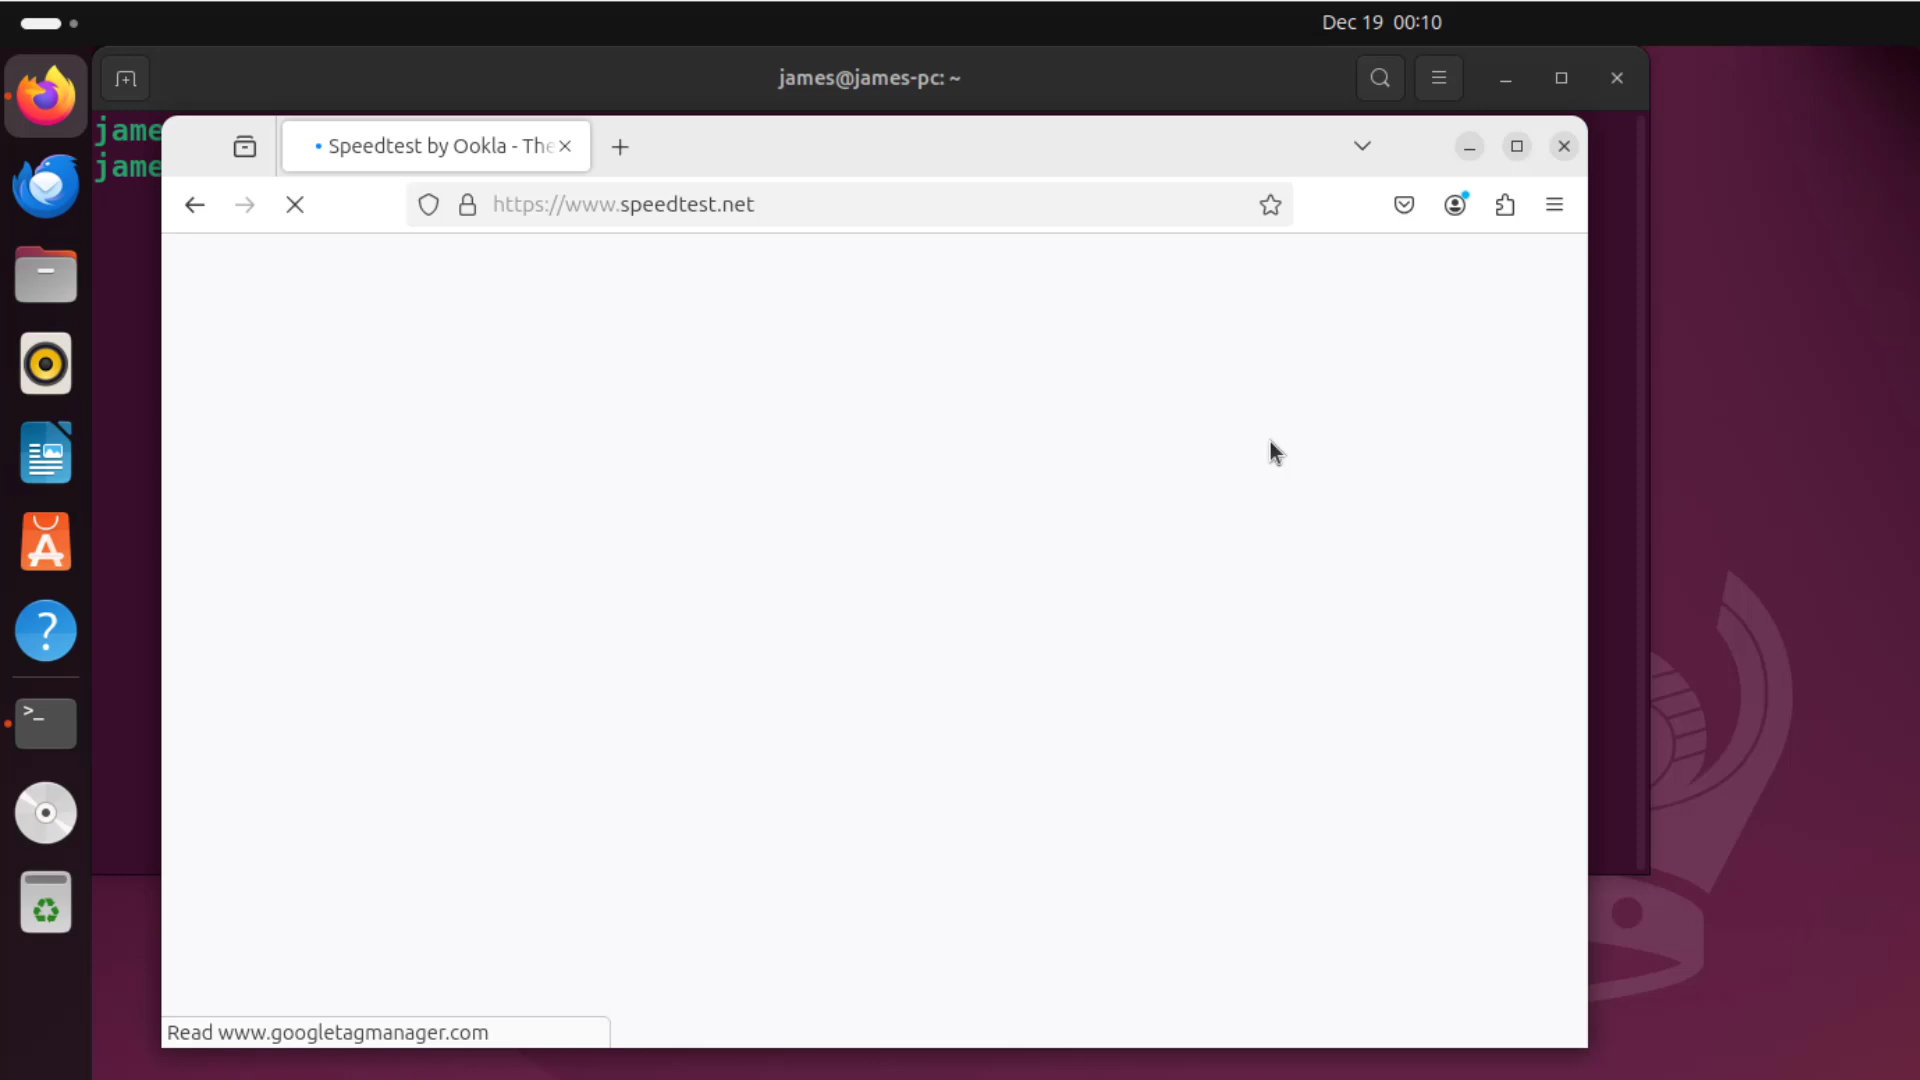 Dec 19 00:10
james@james-pc: ~
jame
jame
Speedtest by Ookla - The
https://www.speedtest.net
>_
Read www.googletagmanager.com